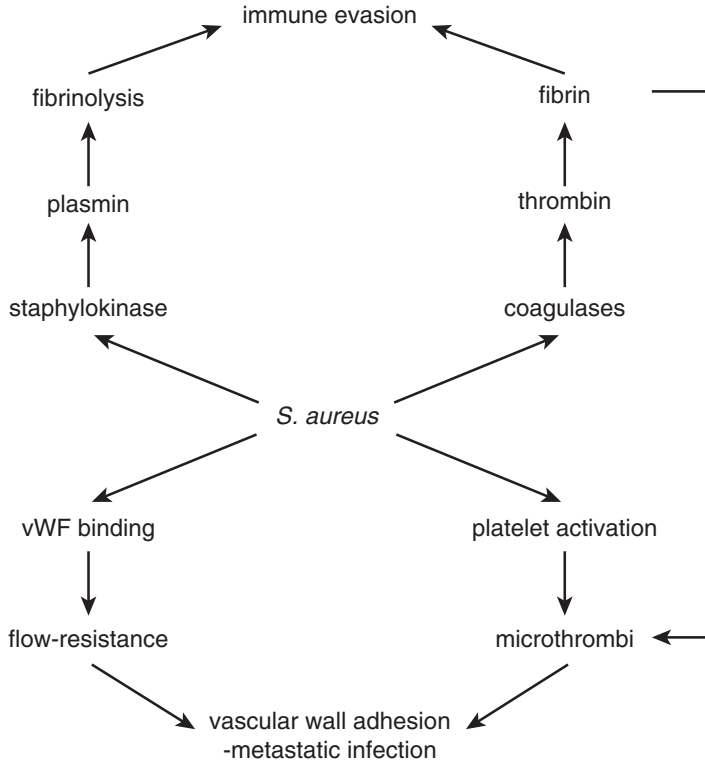 immune evasion
fibrinolysis
fibrin
plasmin
thrombin
staphylokinase
coagulases
S. aureus
vWF binding
platelet activation
flow-resistance
microthrombi
vascular wall adhesion
-metastatic infection